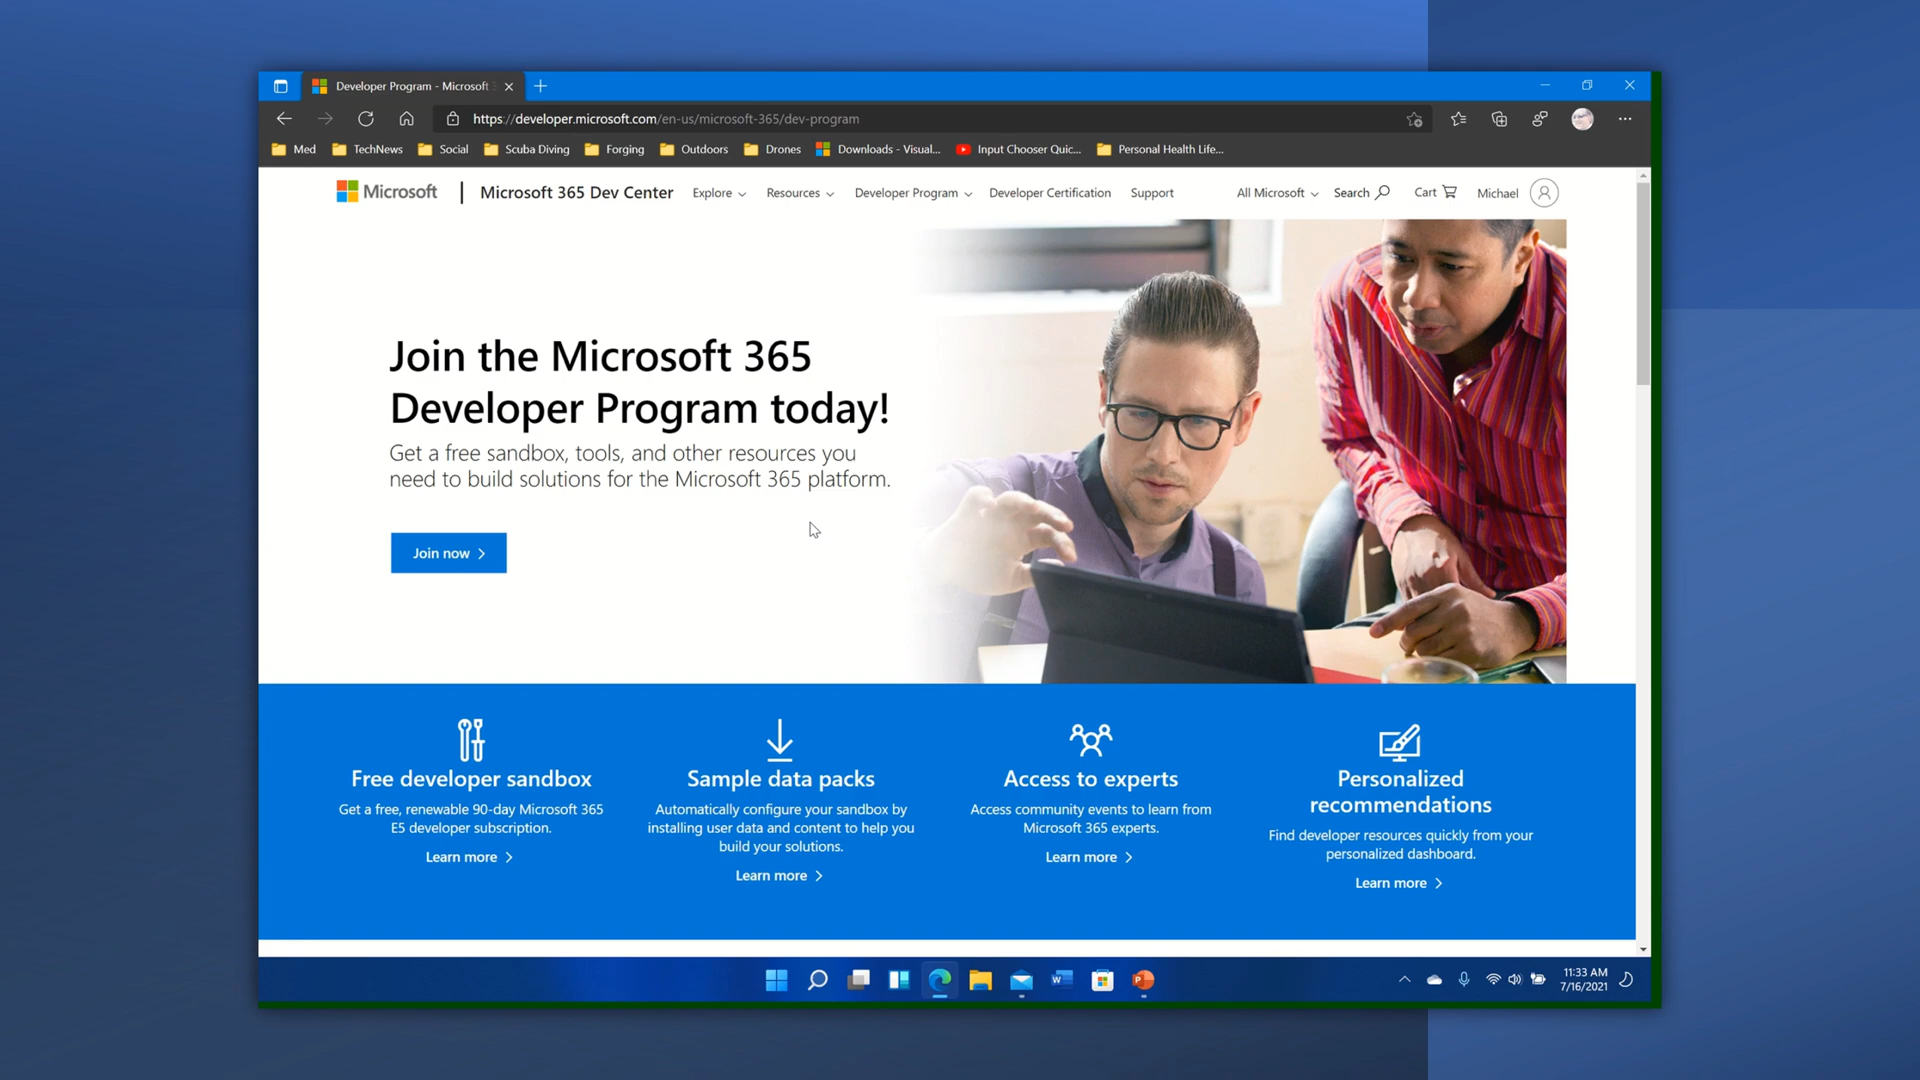 Developer Program - Microsoft 3
https://developer.microsoft.com/en-us/microsoft-365/dev-program
Med TechNews Social Scuba Diving Forging Outdoors Drones Downloads - Visual... Input Chooser Quic... Personal Health Life...
Microsoft | Microsoft 365 Dev Center Explore Resources Developer Program Developer Certification Support All Microsoft Search Cart Michael
Join the Microsoft 365
Developer Program today!
Get a free sandbox, tools, and other resources you
need to build solutions for the Microsoft 365 platform.
Join now
Free developer sandbox
Get a free, renewable 90-day Microsoft 365
E5 developer subscription.
Learn more
Sample data packs
Automatically configure your sandbox by
installing user data and content to help you
build your solutions.
Learn more
Access to experts
Access community events to learn from
Microsoft 365 experts.
Learn more
Personalized
recommendations
Find developer resources quickly from your
personalized dashboard.
Learn more
11:33 AM
7/16/2021